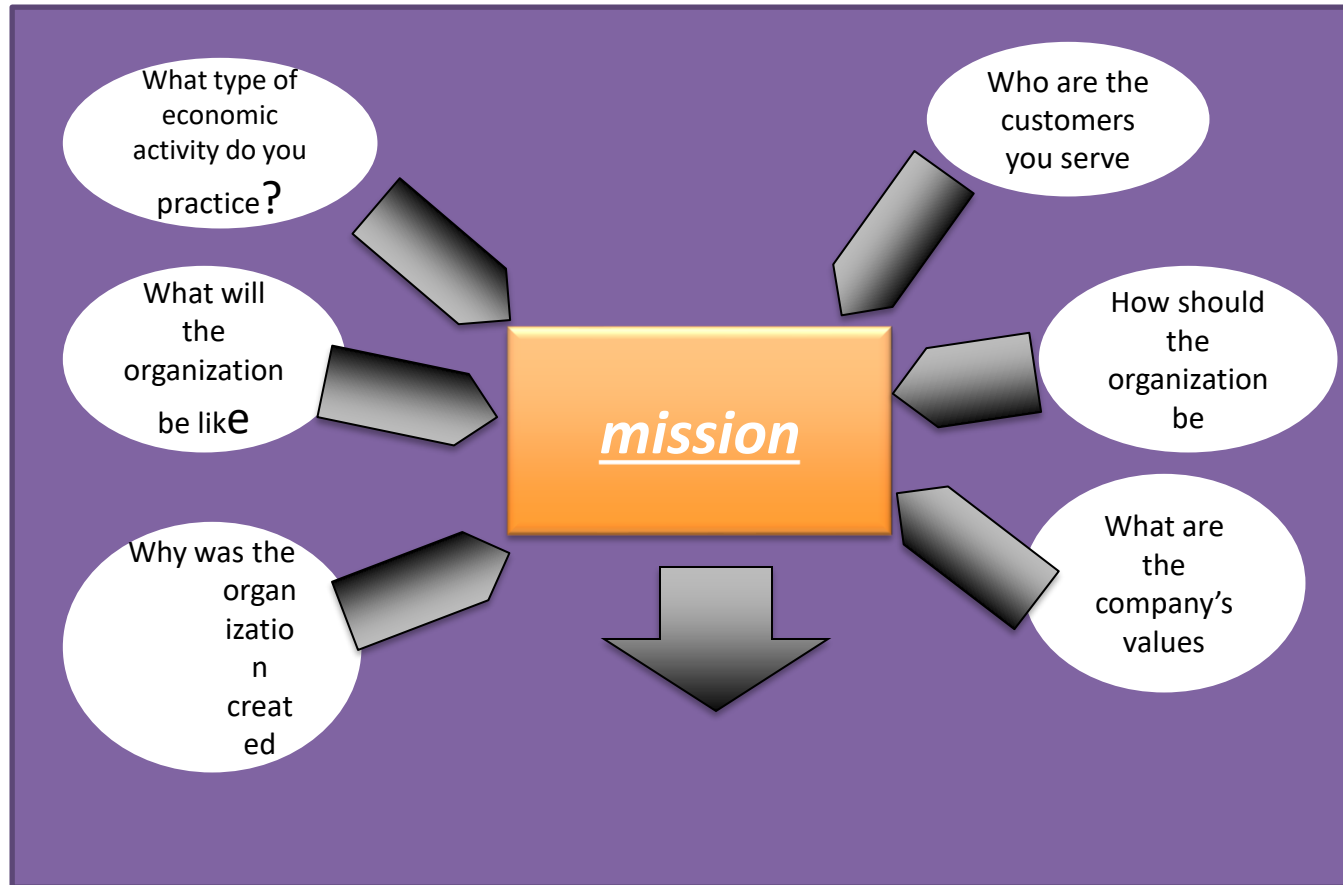 What type of
economic
activity do you
practice?
What will
the
organization
be like
Why was the
organ
izatio
n
creat
ed
mission
Who are the
customers
you serve
How should
the
organization
be
What are
the
company’s
values